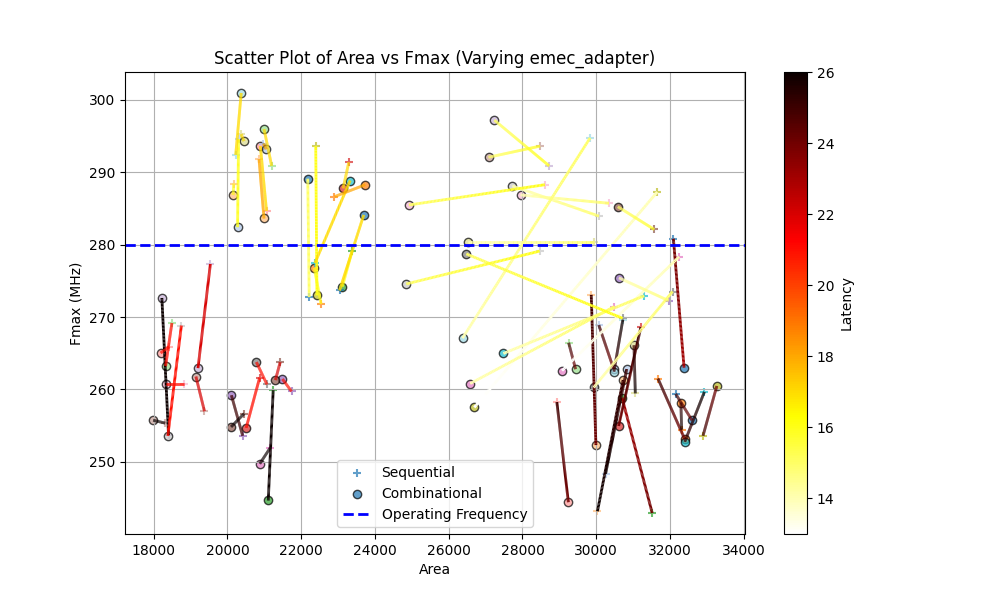 Scatter Plot of Area vs Fmax (Varying emec_adapter)
Fmax (MHz)
300
290
280
270
260
250
18000 20000 22000 24000 26000 28000 30000 32000 34000
Area
Sequential
Combinational
Operating Frequency
26
24
22
20
18
16
14
Latency